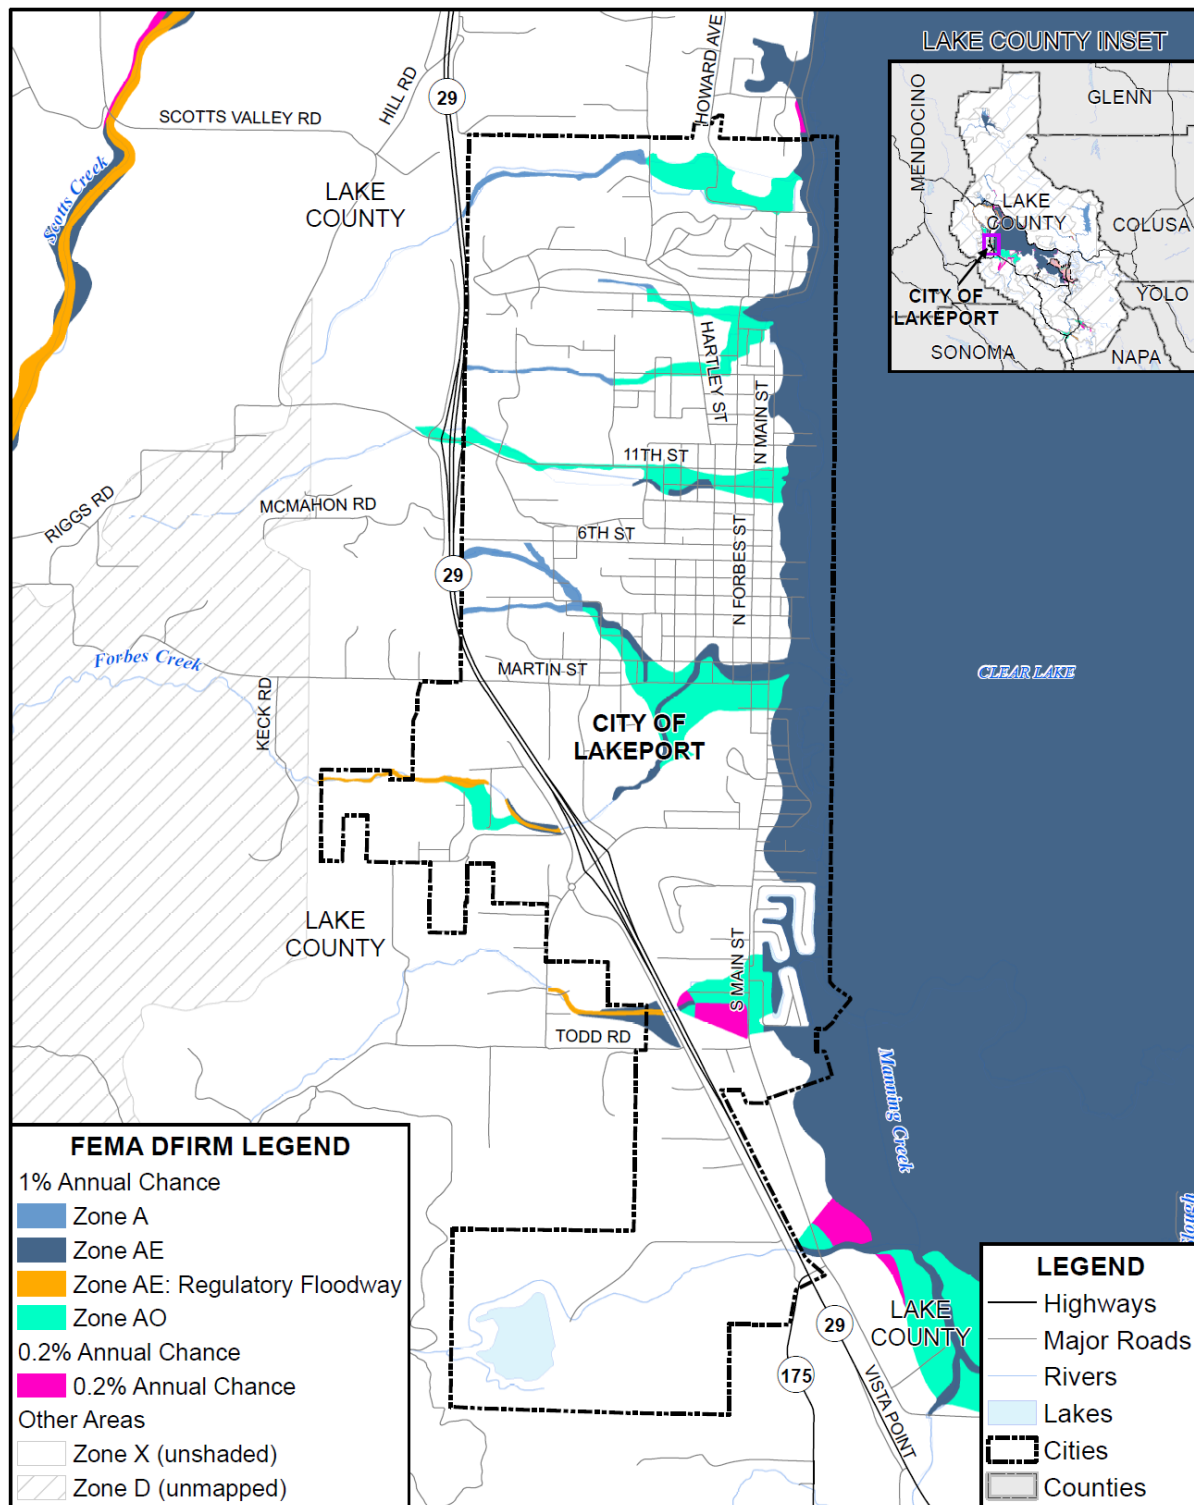 LAKE COUNTY INSET
MENDOCINO
GLENN
LAKE
COUNTY
COLUSA
CITY OF
LAKEPORT
YOLO
SONOMA
NAPA
HOWARD AVE
HILL RD
29
SCOTTS VALLEY RD
Scotts Creek
LAKE
COUNTY
HARTLEY ST
N MAIN ST
11TH ST
RIGGS RD
MCMAHON RD
6TH ST
29
N FORBES ST
Forbes Creek
MARTIN ST
CLEAR LAKE
KECK RD
CITY OF
LAKEPORT
LAKE
COUNTY
S MAIN ST
TODD RD
Manning Creek
Slough
LAKE
COUNTY
29
175
VISTA POINT
FEMA DFIRM LEGEND
1% Annual Chance
Zone A
Zone AE
Zone AE: Regulatory Floodway
Zone AO
0.2% Annual Chance
0.2% Annual Chance
Other Areas
Zone X (unshaded)
Zone D (unmapped)
LEGEND
Highways
Major Roads
Rivers
Lakes
Cities
Counties